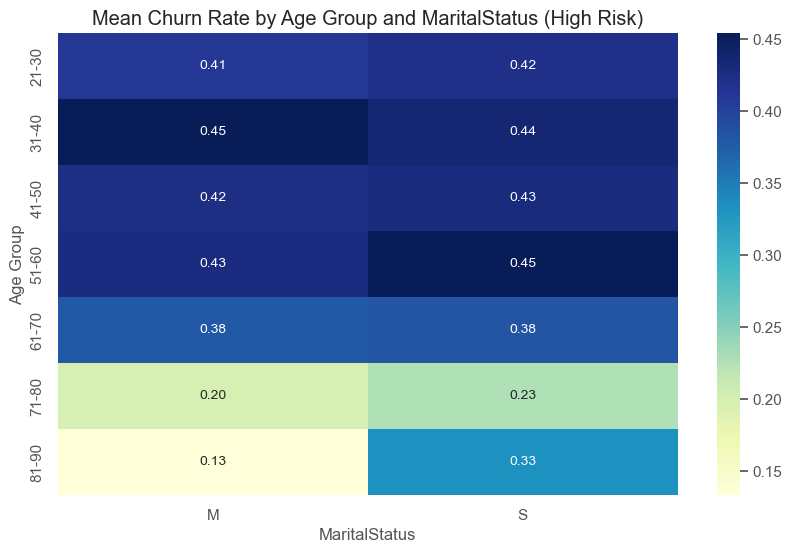 Mean Churn Rate by Age Group and MaritalStatus (High Risk)
Age Group
21-30 0.41 0.42
31-40 0.45 0.44
41-50 0.42 0.43
51-60 0.43 0.45
61-70 0.38 0.38
71-80 0.20 0.23
81-90 0.13 0.33
M S
MaritalStatus
0.45
0.40
0.35
0.30
0.25
0.20
0.15